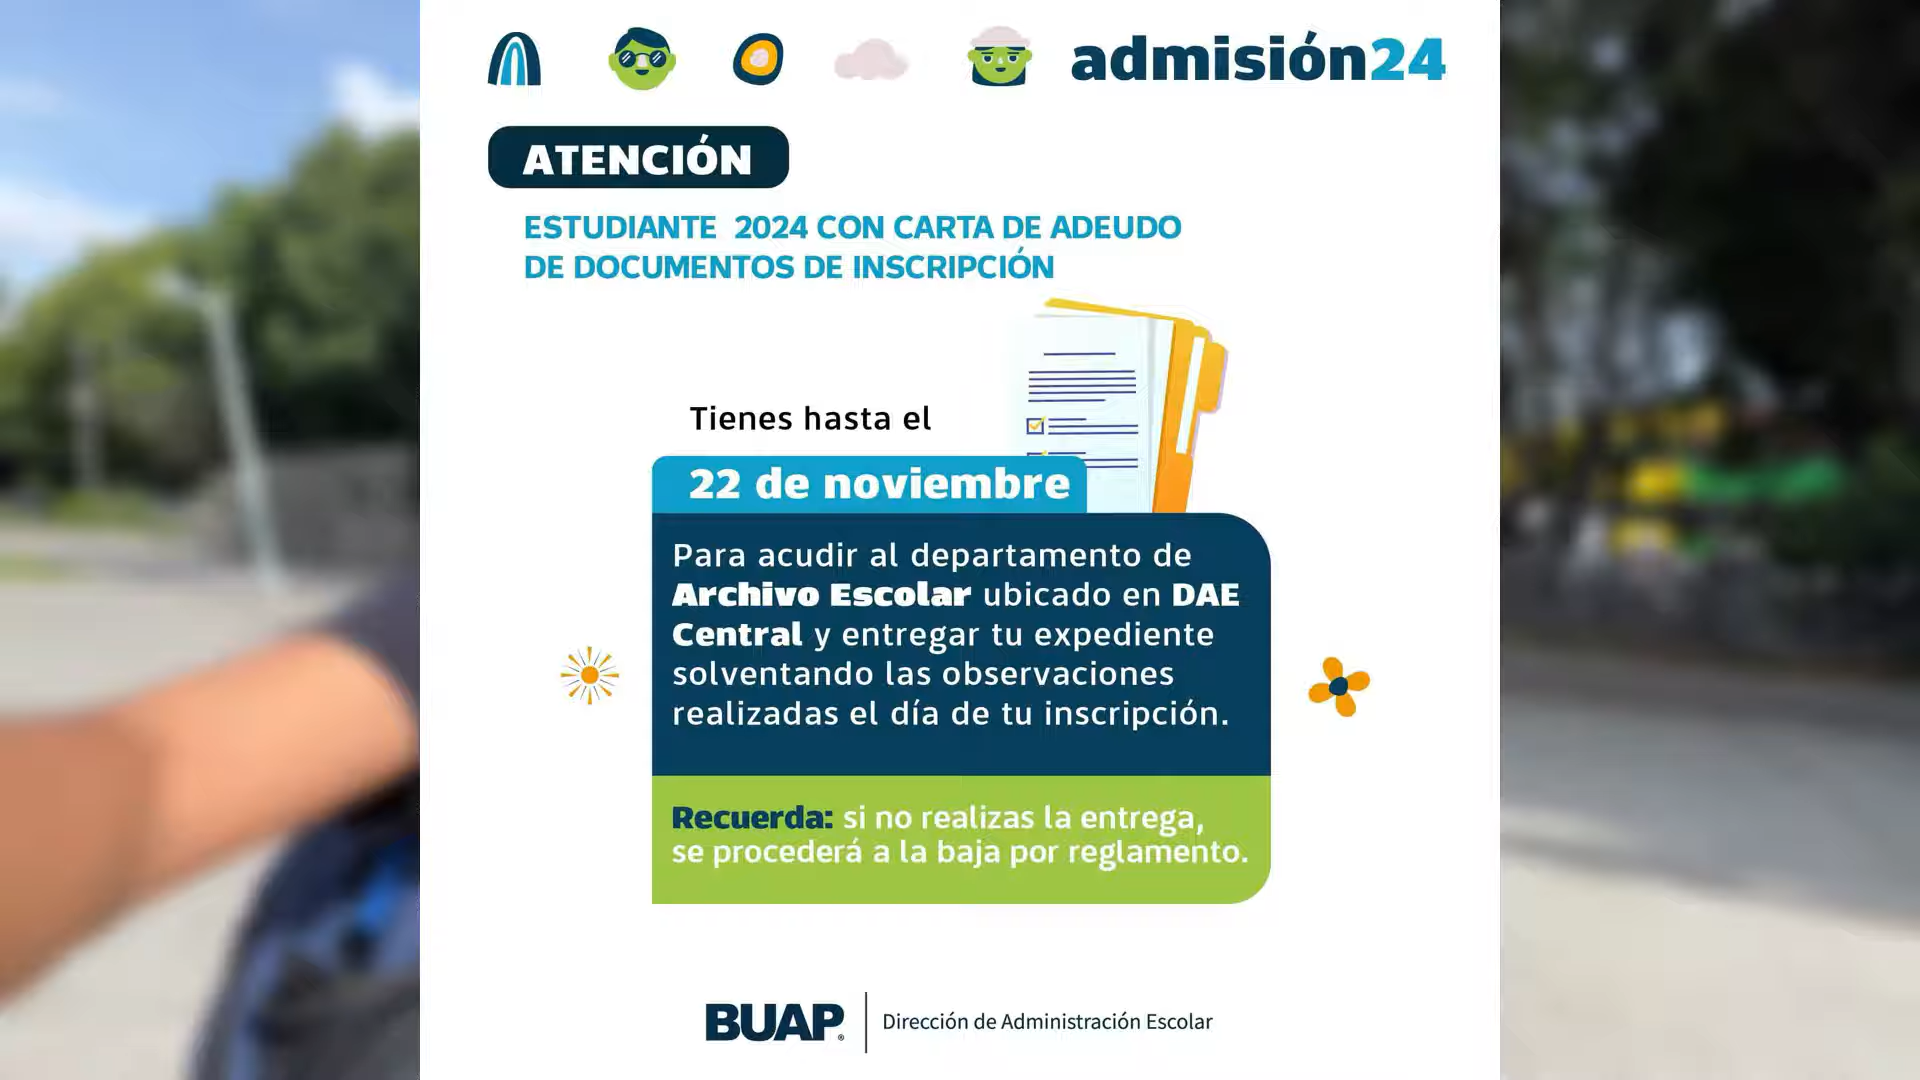 admisión24
ATENCIÓN
ESTUDIANTE 2024 CON CARTA DE ADEUDO
DE DOCUMENTOS DE INSCRIPCIÓN
Tienes hasta el
22 de noviembre
Para acudir al departamento de
Archivo Escolar ubicado en DAE
Central y entregar tu expediente
solventando las observaciones
realizadas el día de tu inscripción.
Recuerda: si no realizas la entrega,
se procederá a la baja por reglamento.
BUAP® Dirección de Administración Escolar